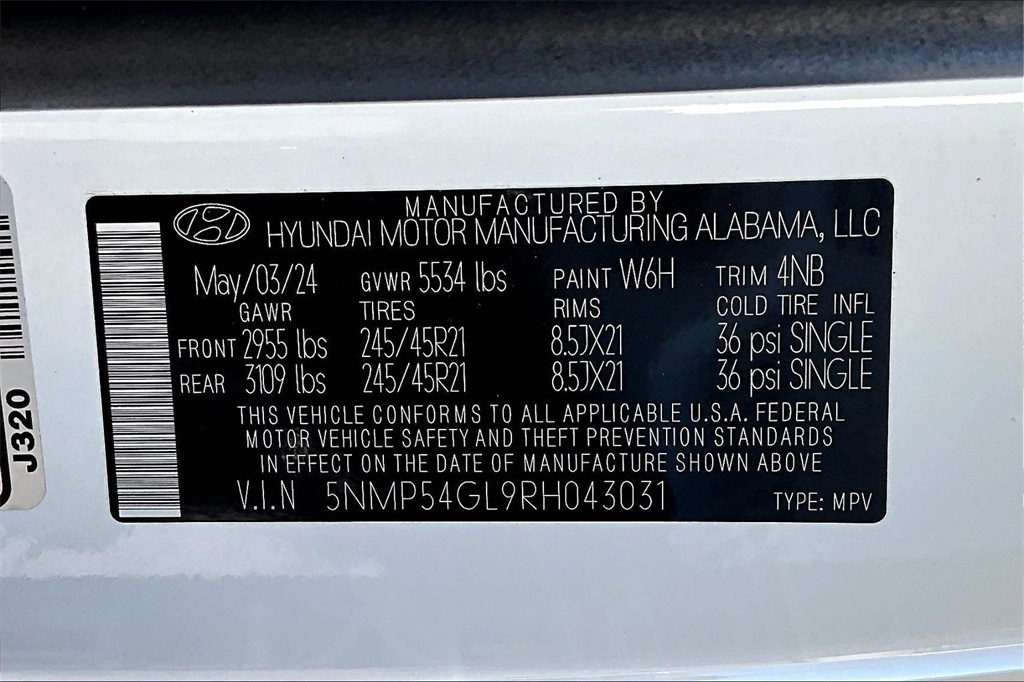 MANUFACTURED BY
HYUNDAI MOTOR MANUFACTURING ALABAMA, LLC
May/03/24 GVWR 5534 lbs PAINT W6H TRIM 4NB
GAWR TIRES RIMS COLD TIRE INFL
FRONT 2955 lbs 245/45R21 8.5JX21 36 psi SINGLE
REAR 3109 lbs 245/45R21 8.5JX21 36 psi SINGLE
THIS VEHICLE CONFORMS TO ALL APPLICABLE U.S.A. FEDERAL
MOTOR VEHICLE SAFETY AND THEFT PREVENTION STANDARDS
IN EFFECT ON THE DATE OF MANUFACTURE SHOWN ABOVE
V.I.N 5NMP54GL9RH043031 TYPE: MPV
J320